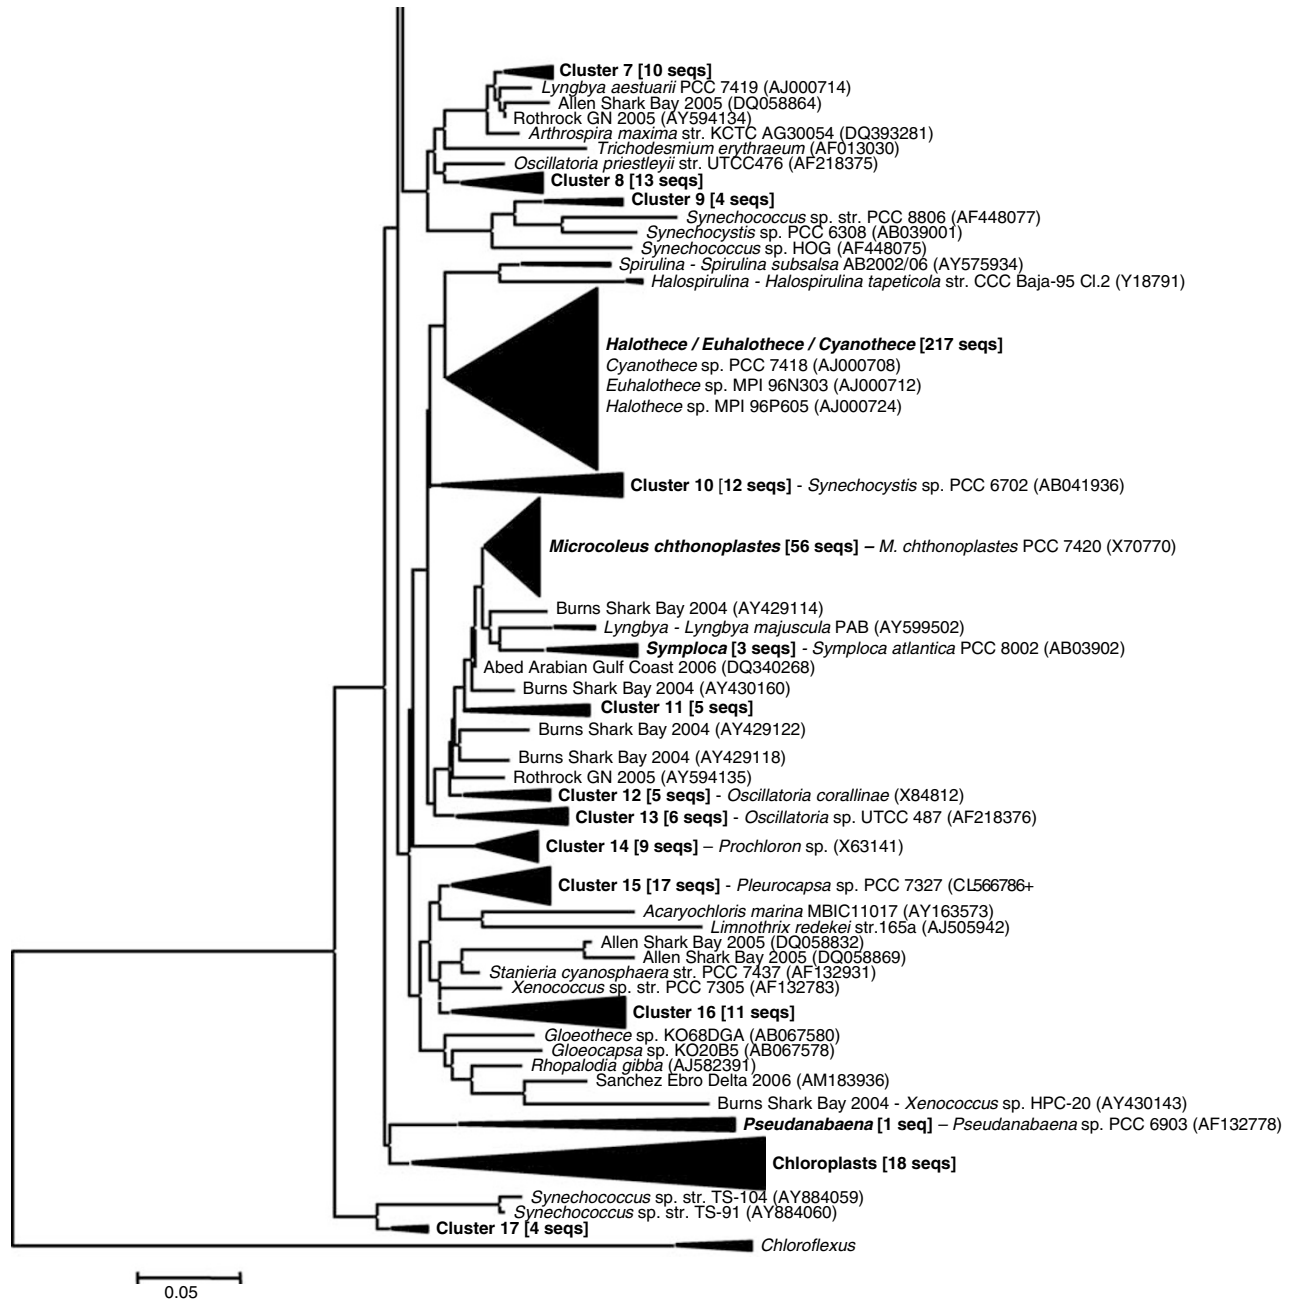 Cluster 7 [10 seqs]
Lyngbya aestuarii PCC 7419 (AJ000714)
Allen Shark Bay 2005 (DQ058864)
Rothrock GN 2005 (AY594134)
Arthrospira maxima str. KCTC AG30054 (DQ393281)
Trichodesmium erythraeum (AF013030)
Oscillatoria priestleyii str. UTCC476 (AF218375)
Cluster 8 [13 seqs]
Cluster 9 [4 seqs]
Synechococcus sp. str. PCC 8806 (AF448077)
Synechocystis sp. PCC 6308 (AB039001)
Synechococcus sp. HOG (AF448075)
Spirulina - Spirulina subsalsa AB2002/06 (AY575934)
Halospirulina - Halospirulina tapeticola str. CCC Baja-95 Cl.2 (Y18791)
Halothece / Euhalothece / Cyanothece [217 seqs]
Cyanothece sp. PCC 7418 (AJ000708)
Euhalothece sp. MPI 96N303 (AJ000712)
Halothece sp. MPI 96P605 (AJ000724)
Cluster 10 [12 seqs] - Synechocystis sp. PCC 6702 (AB041936)
Microcoleus chthonoplastes [56 seqs] – M. chthonoplastes PCC 7420 (X70770)
Burns Shark Bay 2004 (AY429114)
Lyngbya - Lyngbya majuscula PAB (AY599502)
Symploca [3 seqs] - Symploca atlantica PCC 8002 (AB03902)
Abed Arabian Gulf Coast 2006 (DQ340268)
Burns Shark Bay 2004 (AY430160)
Cluster 11 [5 seqs]
Burns Shark Bay 2004 (AY429122)
Burns Shark Bay 2004 (AY429118)
Rothrock GN 2005 (AY594135)
Cluster 12 [5 seqs] - Oscillatoria corallinae (X84812)
Cluster 13 [6 seqs] - Oscillatoria sp. UTCC 487 (AF218376)
Cluster 14 [9 seqs] – Prochloron sp. (X63141)
Cluster 15 [17 seqs] - Pleurocapsa sp. PCC 7327 (CL566786+
Acaryochloris marina MBIC11017 (AY163573)
Limnothrix redekei str.165a (AJ505942)
Allen Shark Bay 2005 (DQ058832)
Allen Shark Bay 2005 (DQ058869)
Stanieria cyanosphaera str. PCC 7437 (AF132931)
Xenococcus sp. str. PCC 7305 (AF132783)
Cluster 16 [11 seqs]
Gloeothece sp. KO68DGA (AB067580)
Gloeocapsa sp. KO20B5 (AB067578)
Rhopalodia gibba (AJ582391)
Sanchez Ebro Delta 2006 (AM183936)
Burns Shark Bay 2004 - Xenococcus sp. HPC-20 (AY430143)
Pseudanabaena [1 seq] – Pseudanabaena sp. PCC 6903 (AF132778)
Chloroplasts [18 seqs]
Synechococcus sp. str. TS-104 (AY884059)
Synechococcus sp. str. TS-91 (AY884060)
Cluster 17 [4 seqs]
Chloroflexus
0.05